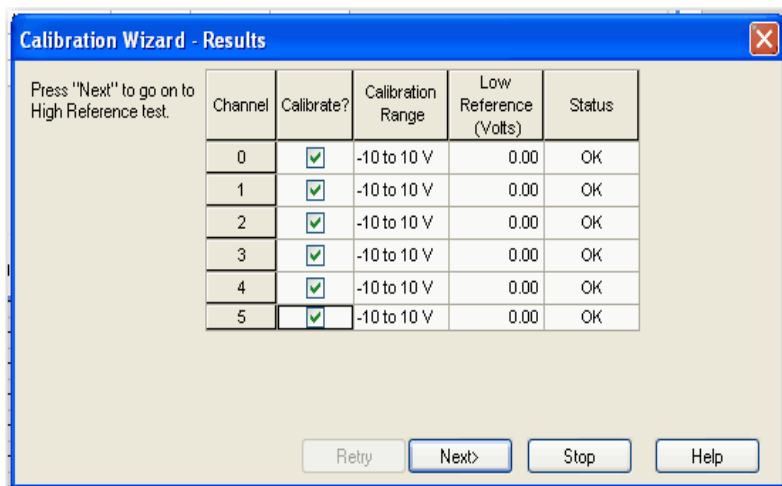 Calibration Wizard - Results
Press "Next" to go on to
High Reference test.
Channel Calibrate? Calibration Range Low Reference (Volts) Status
0 -10 to 10 V 0.00 OK
1 -10 to 10 V 0.00 OK
2 -10 to 10 V 0.00 OK
3 -10 to 10 V 0.00 OK
4 -10 to 10 V 0.00 OK
5 -10 to 10 V 0.00 OK
Retry Next> Stop Help